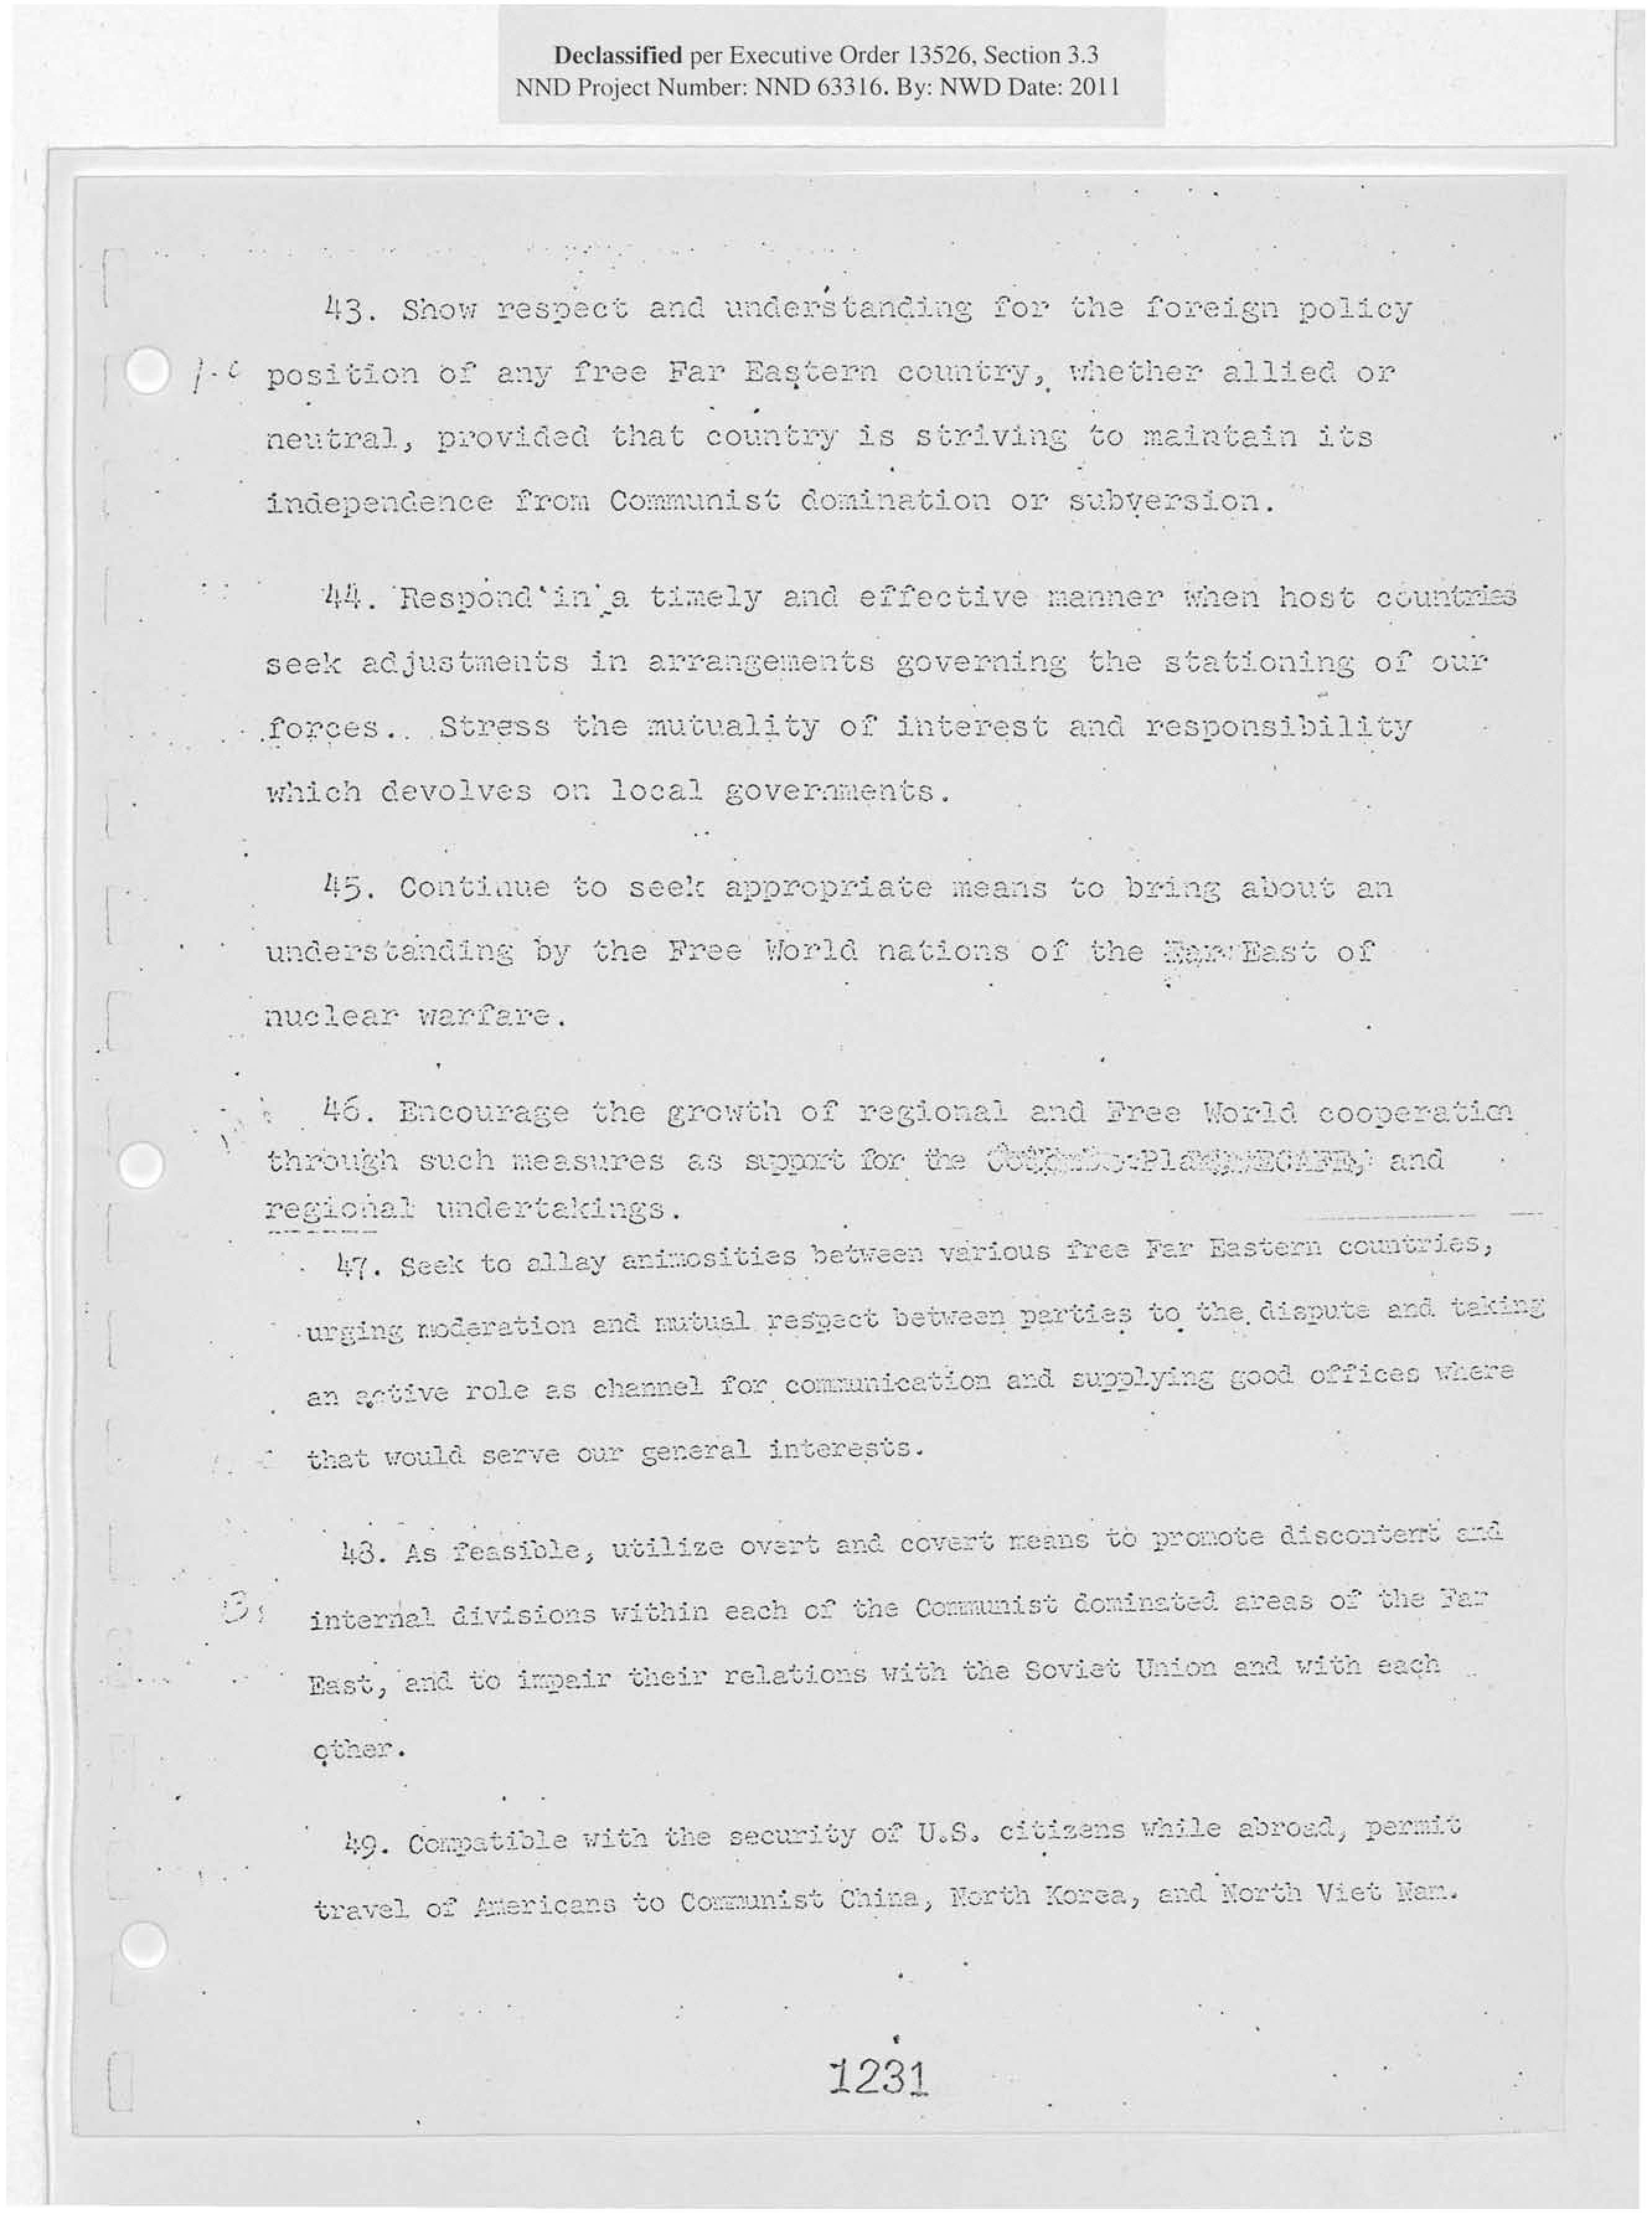 Declassified per Executive Order 13526, Section 3.3
NND Project Number: NND 63316. By: NWD Date: 2011
43. Show respect and understanding for the foreign policy
position of any free Far Eastern country, whether allied or
neutral, provided that country is striving to maintain its
independence from Communist domination or subversion.
44. Respond in a timely and effective manner when host countries
seek adjustments in arrangements governing the stationing of our
forces. Stress the mutuality of interest and responsibility
which devolves on local governments.
45. Continue to seek appropriate means to bring about an
understanding by the Free World nations of the Far East of
nuclear warfare.
46. Encourage the growth of regional and Free World cooperation
through such measures as support for the ECAFE, and
regional undertakings.
47. Seek to allay animosities between various free Far Eastern countries,
urging moderation and mutual respect between parties to the dispute and taking
an active role as channel for communication and supplying good offices where
that would serve our general interests.
48. As feasible, utilize overt and covert means to promote discontent and
internal divisions within each of the Communist dominated areas of the Far
East, and to impair their relations with the Soviet Union and with each
other.
49. Compatible with the security of U.S. citizens while abroad, permit
travel of Americans to Communist China, North Korea, and North Viet Nam.
1231